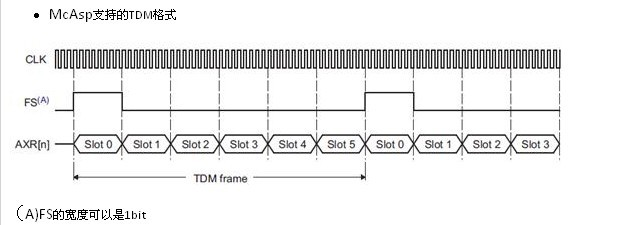 • McAsp支持的TDM格式
CLK
FS(A)
AXR[n] Slot 0 Slot 1 Slot 2 Slot 3 Slot 4 Slot 5 Slot 0 Slot 1 Slot 2 Slot 3
TDM frame
(A)FS的宽度可以是1bit